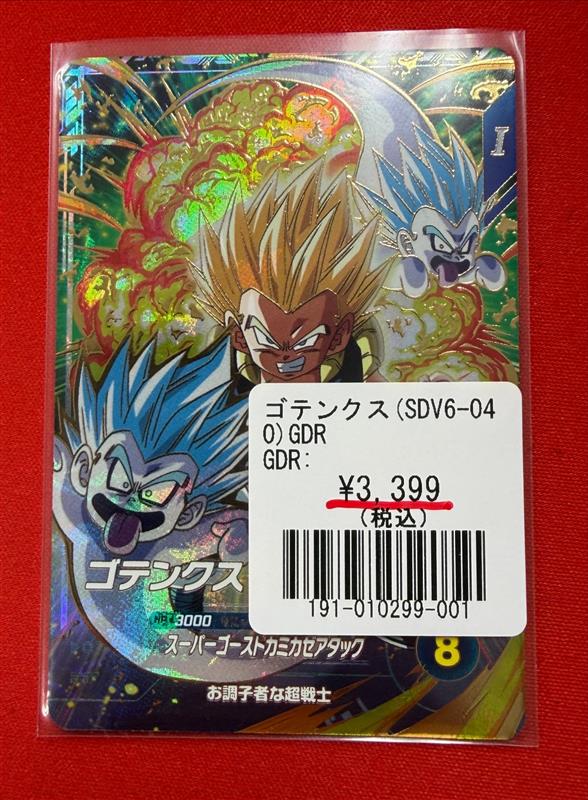 I
ゴテンクス(SDV6-04
0)GDR
GDR:
¥3,399
(税込)
191-010299-001
ゴテンクス
3000
スーパーゴーストカミカゼアタック
8
お調子者な超戦士